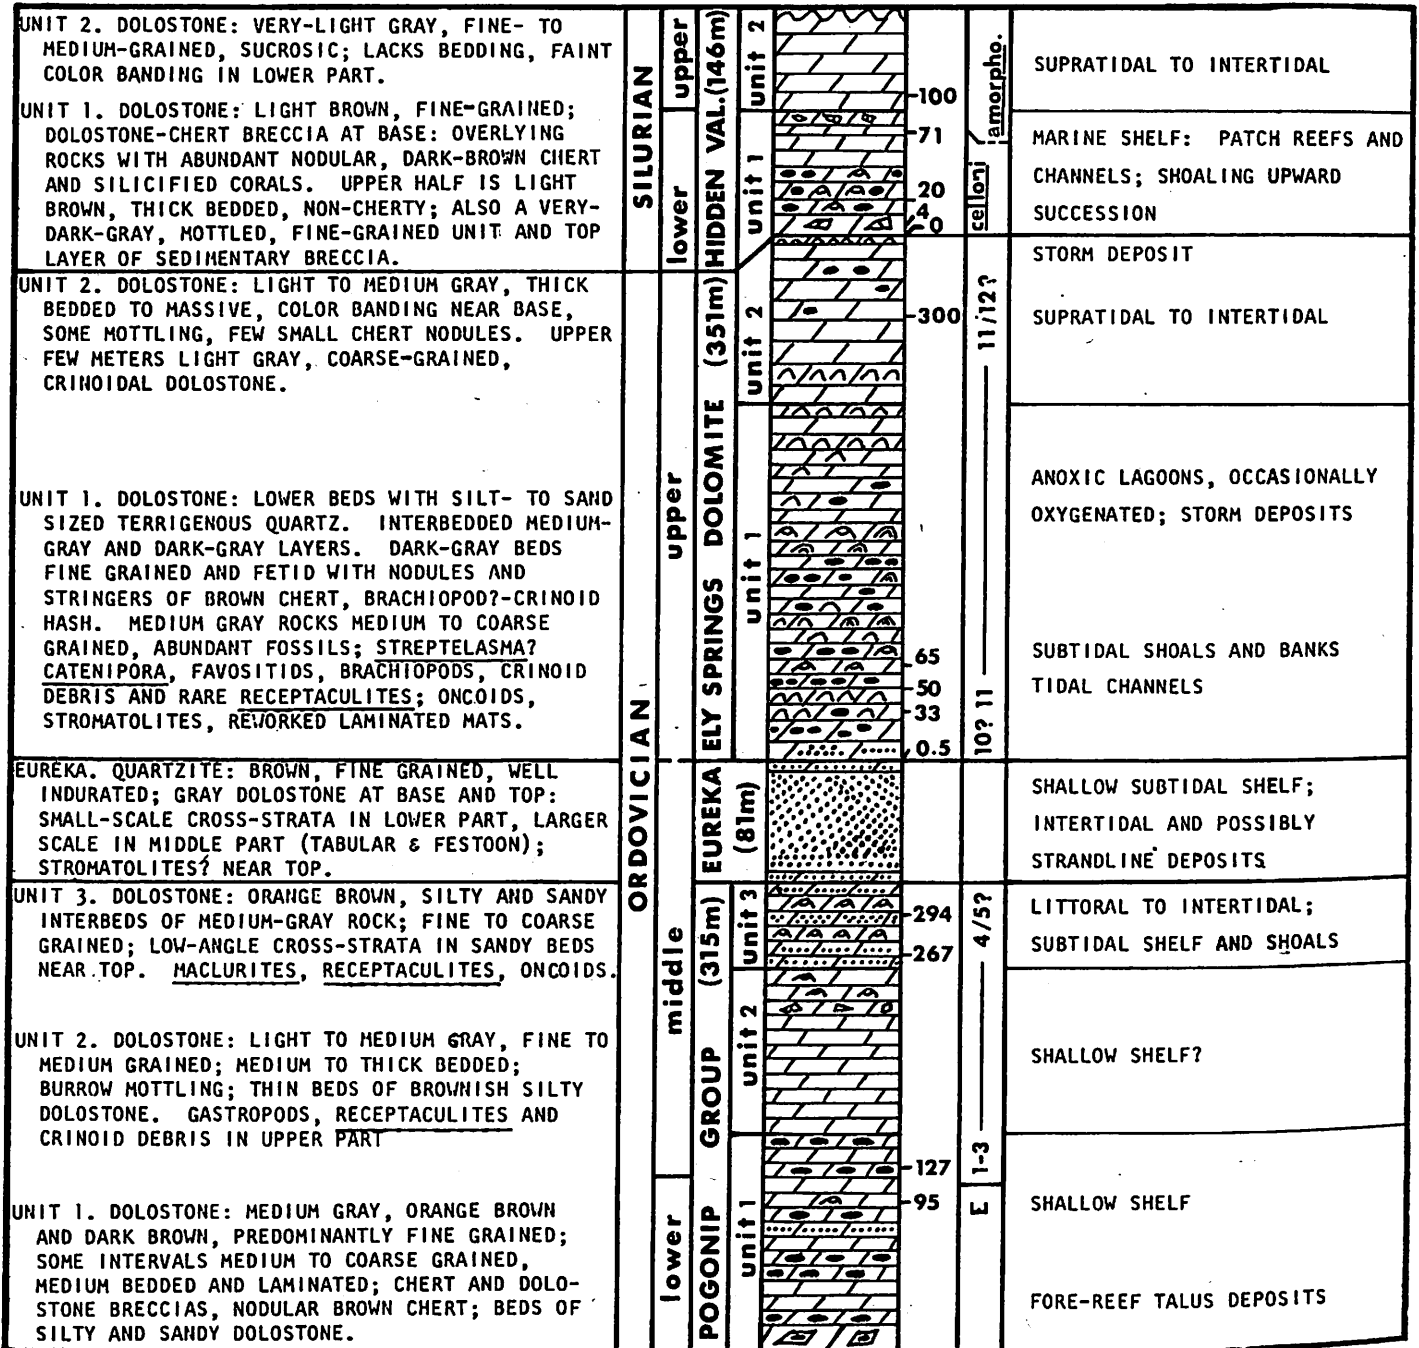 UNIT 2. DOLOSTONE: VERY-LIGHT GRAY, FINE- TO
MEDIUM-GRAINED, SUCROSIC; LACKS BEDDING, FAINT
COLOR BANDING IN LOWER PART.
UNIT 1. DOLOSTONE: LIGHT BROWN, FINE-GRAINED;
DOLOSTONE-CHERT BRECCIA AT BASE: OVERLYING
ROCKS WITH ABUNDANT NODULAR, DARK-BROWN CHERT
AND SILICIFIED CORALS. UPPER HALF IS LIGHT
BROWN, THICK BEDDED, NON-CHERTY; ALSO A VERY-
DARK-GRAY, MOTTLED, FINE-GRAINED UNIT AND TOP
LAYER OF SEDIMENTARY BRECCIA.
UNIT 2. DOLOSTONE: LIGHT TO MEDIUM GRAY, THICK
BEDDED TO MASSIVE, COLOR BANDING NEAR BASE,
SOME MOTTLING, FEW SMALL CHERT NODULES. UPPER
FEW METERS LIGHT GRAY, COARSE-GRAINED,
CRINOIDAL DOLOSTONE.
UNIT 1. DOLOSTONE: LOWER BEDS WITH SILT- TO SAND
SIZED TERRIGENOUS QUARTZ. INTERBEDDED MEDIUM-
GRAY AND DARK-GRAY LAYERS. DARK-GRAY BEDS
FINE GRAINED AND FETID WITH NODULES AND
STRINGERS OF BROWN CHERT, BRACHIOPOD?-CRINOID
HASH. MEDIUM GRAY ROCKS MEDIUM TO COARSE
GRAINED, ABUNDANT FOSSILS; STREPTELASMA?
CATENIPORA, FAVOSITIDS, BRACHIOPODS, CRINOID
DEBRIS AND RARE RECEPTACULITES; ONCOIDS,
STROMATOLITES, REWORKED LAMINATED MATS.
EUREKA. QUARTZITE: BROWN, FINE GRAINED, WELL
INDURATED; GRAY DOLOSTONE AT BASE AND TOP:
SMALL-SCALE CROSS-STRATA IN LOWER PART, LARGER
SCALE IN MIDDLE PART (TABULAR & FESTOON);
STROMATOLITES? NEAR TOP.
UNIT 3. DOLOSTONE: ORANGE BROWN, SILTY AND SANDY
INTERBEDS OF MEDIUM-GRAY ROCK; FINE TO COARSE
GRAINED; LOW-ANGLE CROSS-STRATA IN SANDY BEDS
NEAR TOP. MACLURITES, RECEPTACULITES, ONCOIDS.
UNIT 2. DOLOSTONE: LIGHT TO MEDIUM GRAY, FINE TO
MEDIUM GRAINED; MEDIUM TO THICK BEDDED;
BURROW MOTTLING; THIN BEDS OF BROWNISH SILTY
DOLOSTONE. GASTROPODS, RECEPTACULITES AND
CRINOID DEBRIS IN UPPER PART
UNIT 1. DOLOSTONE: MEDIUM GRAY, ORANGE BROWN
AND DARK BROWN, PREDOMINANTLY FINE GRAINED;
SOME INTERVALS MEDIUM TO COARSE GRAINED,
MEDIUM BEDDED AND LAMINATED; CHERT AND DOLO-
STONE BRECCIAS, NODULAR BROWN CHERT; BEDS OF
SILTY AND SANDY DOLOSTONE.
SILURIAN
ORDOVICIAN
upper
lower
upper
middle
lower
HIDDEN VAL. (146m)
ELY SPRINGS DOLOMITE (351m)
EUREKA
(81m)
POGONIP GROUP (315m)
unit 2
unit 1
unit 2
unit 1
unit 3
unit 2
unit 1
100
71
20
4
0
300
65
50
33
0.5
294
267
127
95
amorpho.
celloni
11/12?
10? 11
4/5?
1-3
E
SUPRATIDAL TO INTERTIDAL
MARINE SHELF: PATCH REEFS AND
CHANNELS; SHOALING UPWARD
SUCCESSION
STORM DEPOSIT
SUPRATIDAL TO INTERTIDAL
ANOXIC LAGOONS, OCCASIONALLY
OXYGENATED; STORM DEPOSITS
SUBTIDAL SHOALS AND BANKS
TIDAL CHANNELS
SHALLOW SUBTIDAL SHELF;
INTERTIDAL AND POSSIBLY
STRANDLINE DEPOSITS
LITTORAL TO INTERTIDAL;
SUBTIDAL SHELF AND SHOALS
SHALLOW SHELF?
SHALLOW SHELF
FORE-REEF TALUS DEPOSITS